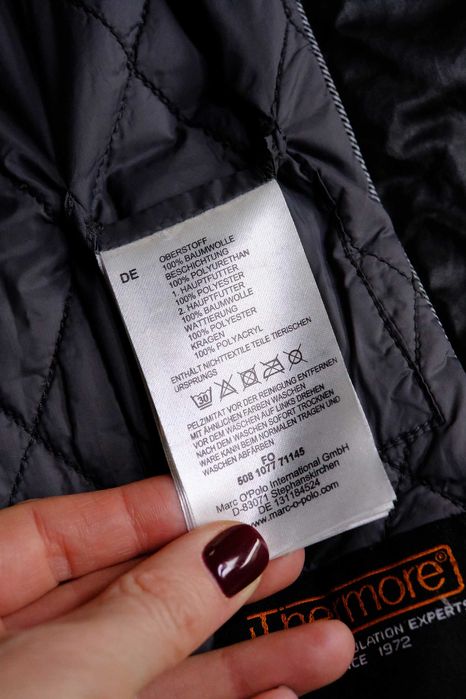 DE
OBERSTOFF
100% BAUMWOLLE
BESCHICHTUNG
100% POLYURETHAN
1. HAUPTFUTTER
100% POLYESTER
2. HAUPTFUTTER
100% BAUMWOLLE
WATTIERUNG
100% POLYESTER
KRAGEN
100% POLYACRYL
ENTHÄLT NICHTTEXTILE TEILE TIERISCHEN
URSPRUNGS
30
PELZIMITAT VOR DER REINIGUNG ENTFERNEN
MIT ÄHNLICHEN FARBEN WASCHEN
VOR DEM WASCHEN AUF LINKS DREHEN
NACH DEM WASCHEN SOFORT TROCKNEN
WARE KANN BEIM NORMALEN TRAGEN UND
WASCHEN ABFÄRBEN
FO
508 1077 71145
Marc O'Polo International GmbH
D-83071 Stephanskirchen
DE 131184524
www.marc-o-polo.com
Thermore®
ULATION EXPERTS
SINCE 1972